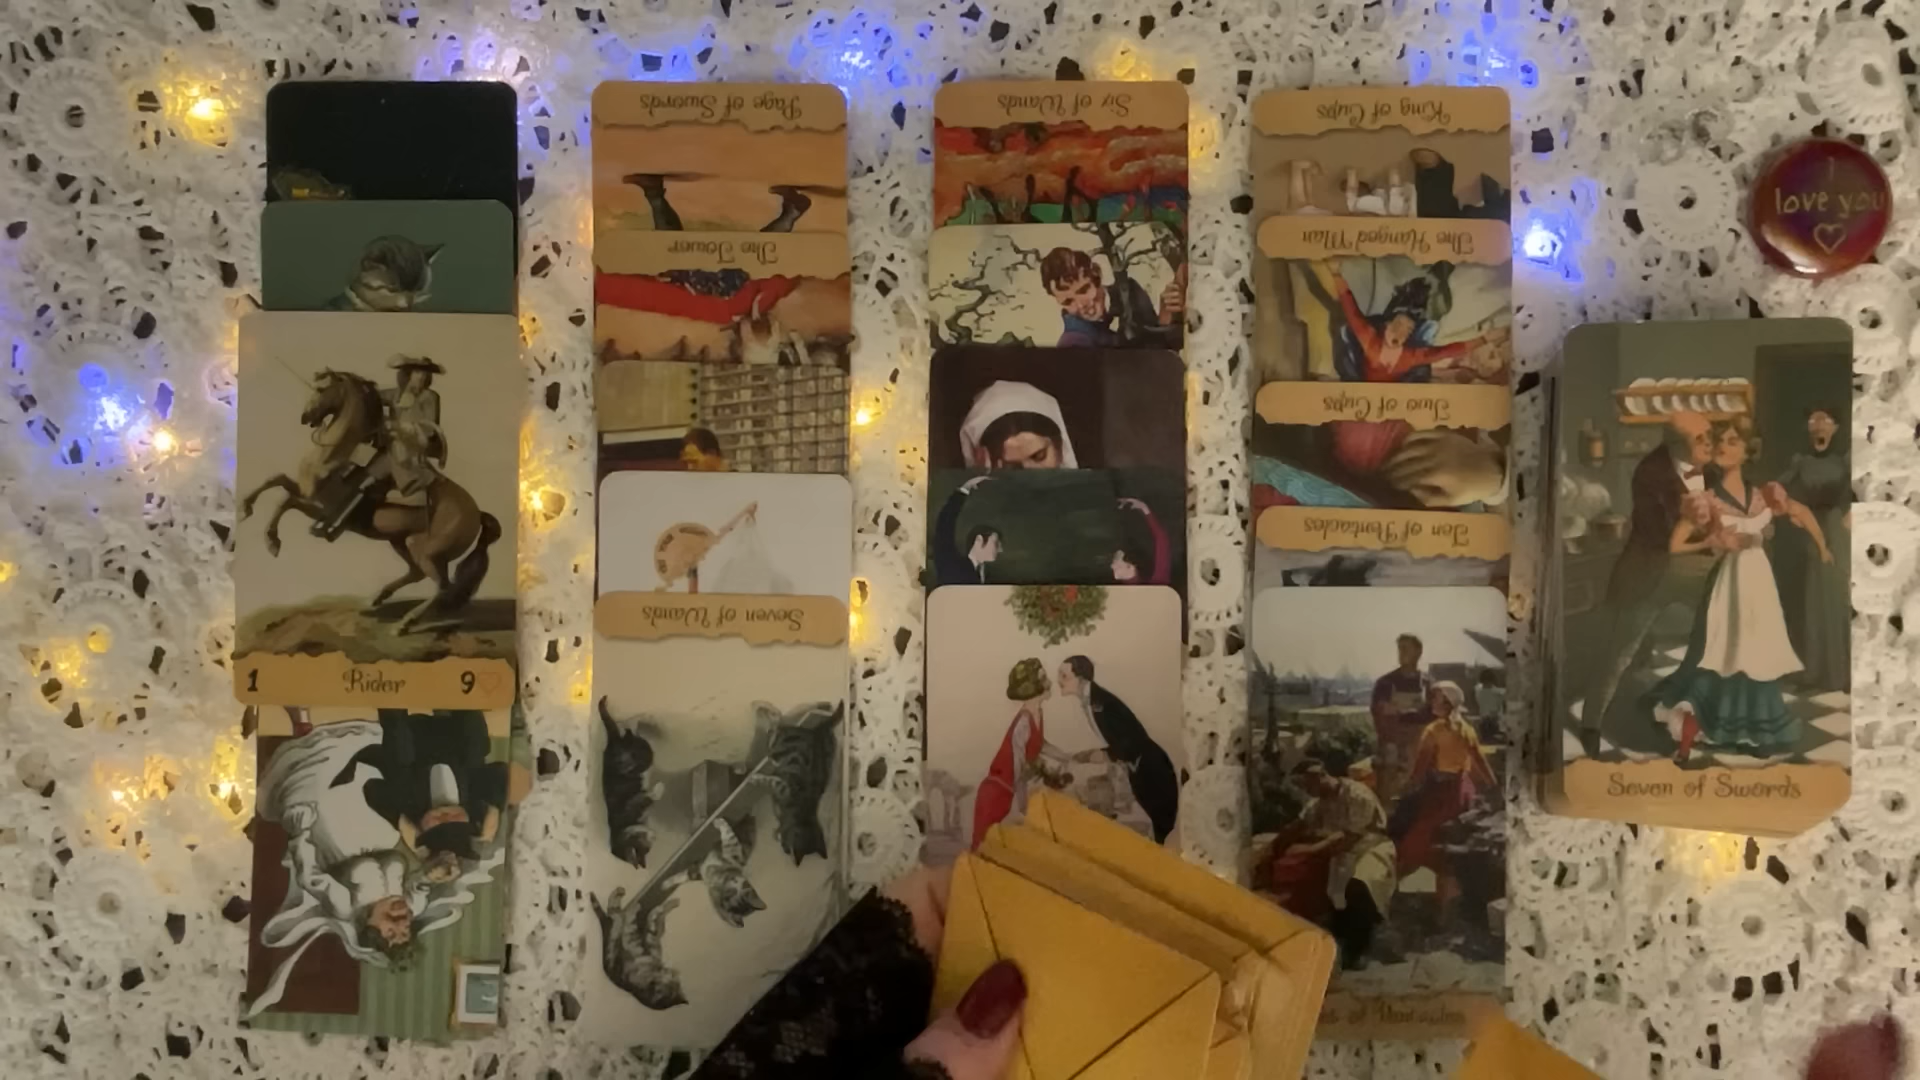 Page of Swords
Six of Wands
King of Cups
I
love you
The Tower
The Hanged Man
Two of Cups
Ten of Pentacles
Seven of Wands
1 Rider 9
Seven of Swords
of